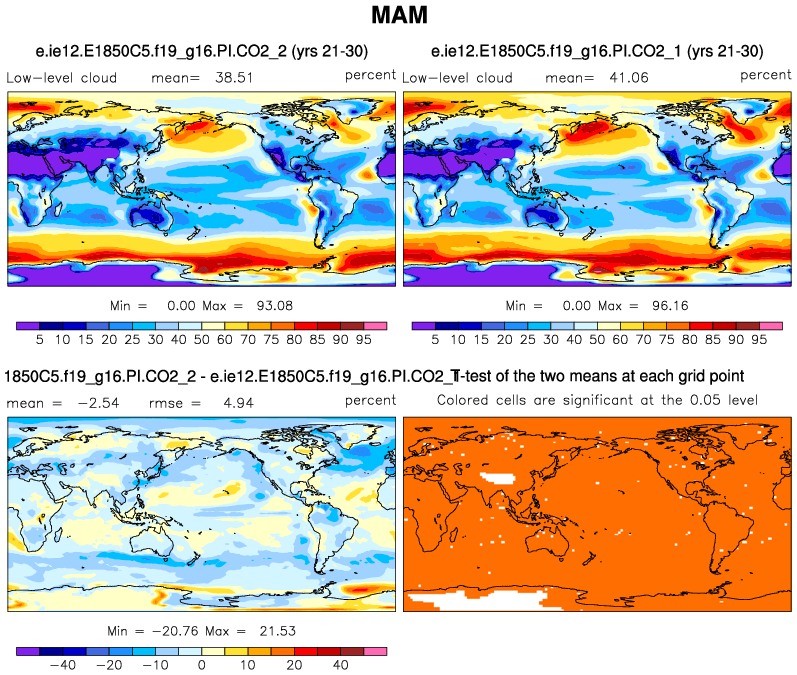 MAM
e.ie12.E1850C5.f19_g16.PI.CO2_2 (yrs 21-30)
Low-level cloud mean= 38.51 percent
Min = 0.00 Max = 93.08
5 10 15 20 25 30 40 50 60 70 80 85 90 95
e.ie12.E1850C5.f19_g16.PI.CO2_1 (yrs 21-30)
Low-level cloud mean= 41.06 percent
Min = 0.00 Max = 96.16
5 10 15 20 25 30 40 50 60 70 80 85 90 95
1850C5.f19_g16.PI.CO2_2 - e.ie12.E1850C5.f19_g16.PI.CO2_1
mean = -2.54 rmse = 4.94 percent
Min = -20.76 Max = 21.53
-40 -20 -10 0 10 20 40
T-test of the two means at each grid point
Colored cells are significant at the 0.05 level